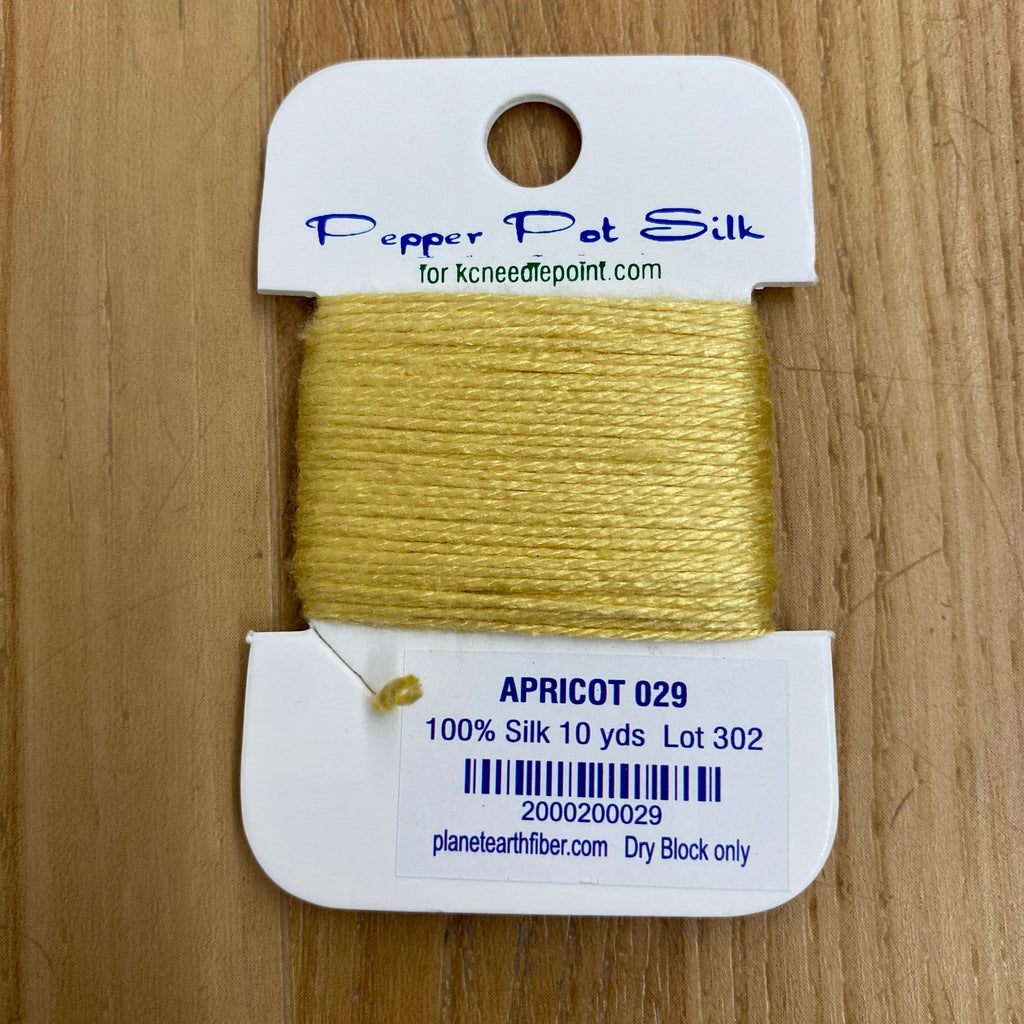 Pepper Pot Silk
for kcneedlepoint.com
APRICOT 029
100% Silk 10 yds Lot 302
2000200029
planetearthfiber.com Dry Block only